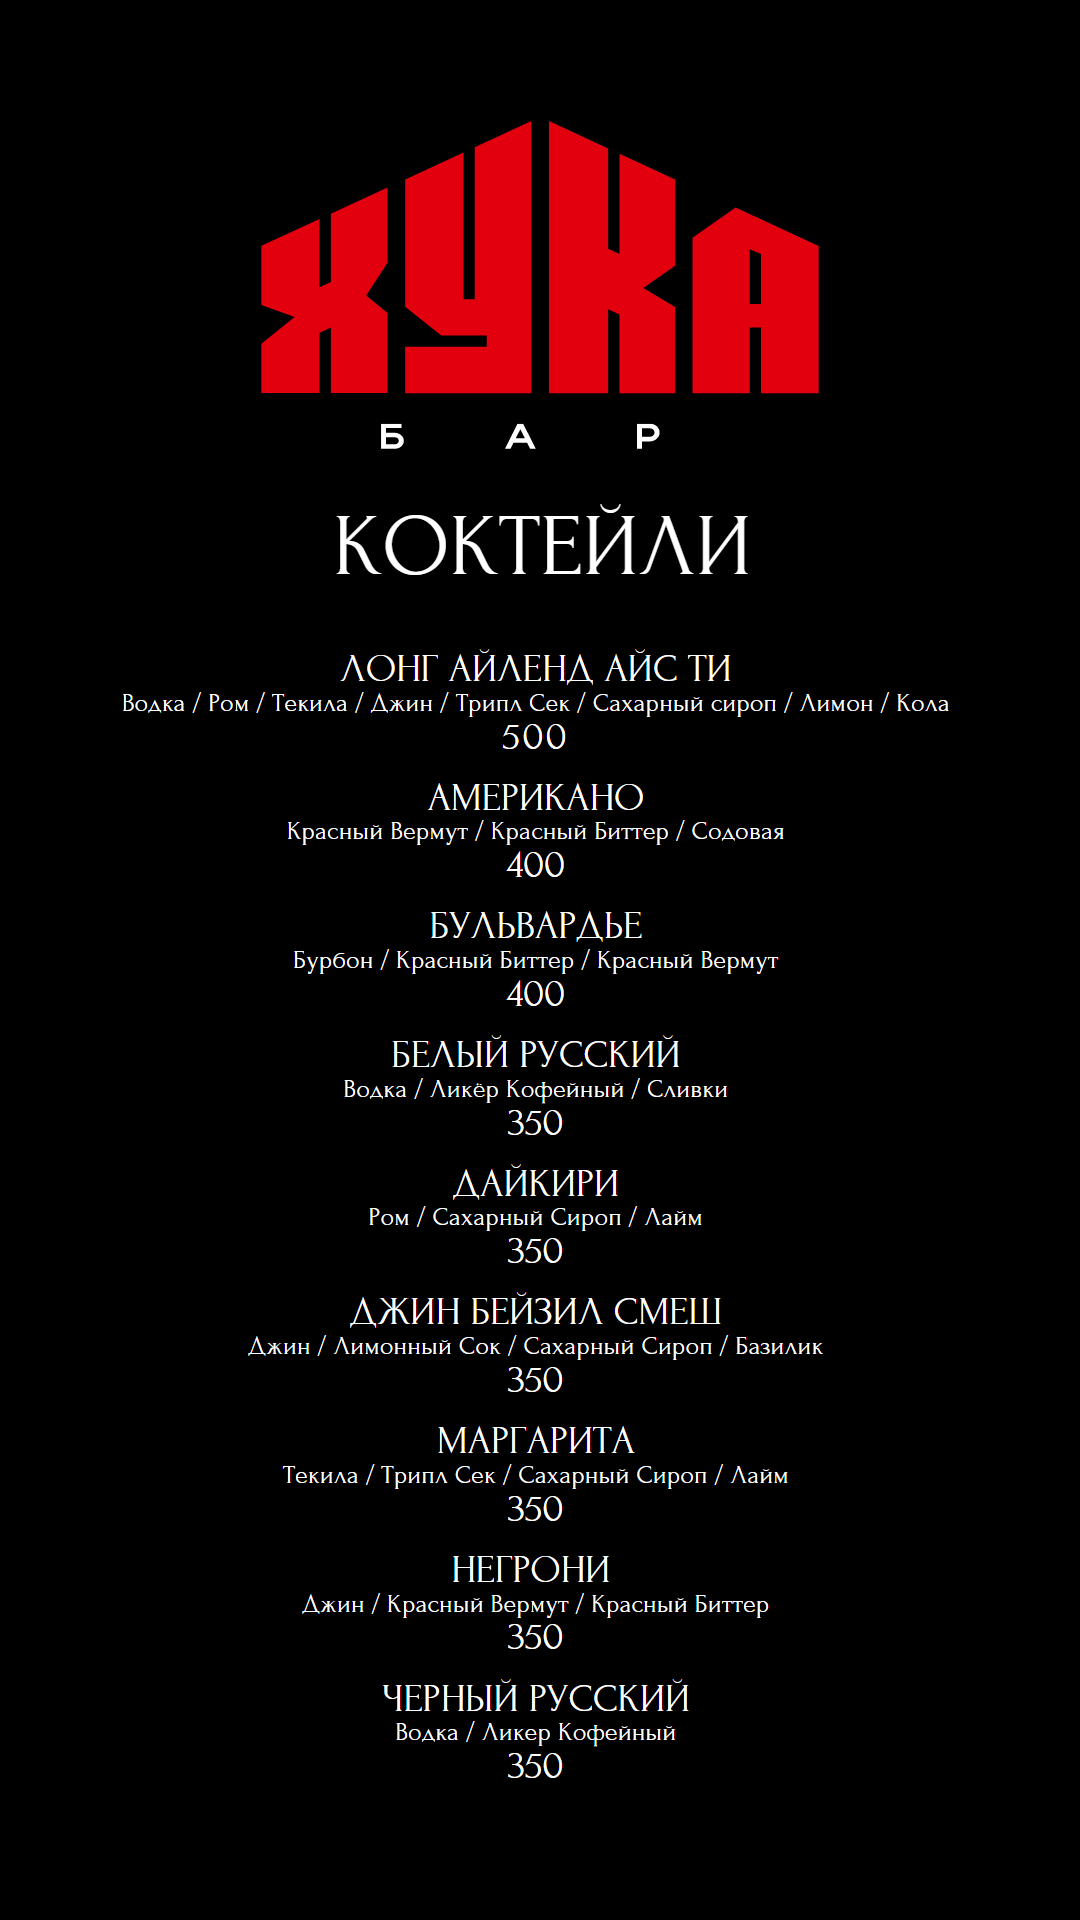 ХУКА
БАР
КОКТЕЙЛИ
ЛОНГ АЙЛЕНД АЙС ТИ
Водка / Ром / Текила / Джин / Трипл Сек / Сахарный сироп / Лимон / Кола
500
АМЕРИКАНО
Красный Вермут / Красный Биттер / Содовая
400
БУЛЬВАРДЬЕ
Бурбон / Красный Биттер / Красный Вермут
400
БЕЛЫЙ РУССКИЙ
Водка / Ликёр Кофейный / Сливки
350
ДАЙКИРИ
Ром / Сахарный Сироп / Лайм
350
ДЖИН БЕЙЗИЛ СМЕШ
Джин / Лимонный Сок / Сахарный Сироп / Базилик
350
МАРГАРИТА
Текила / Трипл Сек / Сахарный Сироп / Лайм
350
НЕГРОНИ
Джин / Красный Вермут / Красный Биттер
350
ЧЕРНЫЙ РУССКИЙ
Водка / Ликер Кофейный
350